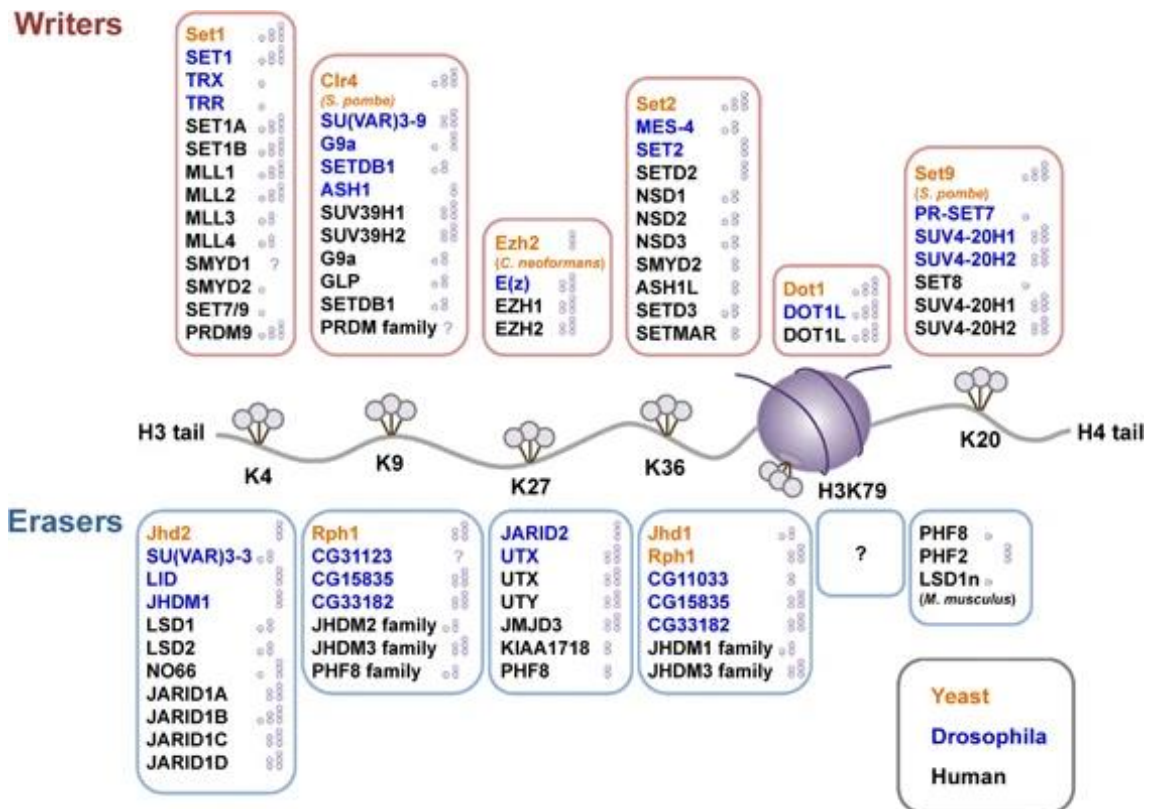 Writers
Set1
SET1
TRX
TRR
SET1A
SET1B
MLL1
MLL2
MLL3
MLL4
SMYD1 ?
SMYD2
SET7/9
PRDM9
Clr4
(S. pombe)
SU(VAR)3-9
G9a
SETDB1
ASH1
SUV39H1
SUV39H2
G9a
GLP
SETDB1
PRDM family ?
Ezh2
(C. neoformans)
E(z)
EZH1
EZH2
Set2
MES-4
SET2
SETD2
NSD1
NSD2
NSD3
SMYD2
ASH1L
SETD3
SETMAR
Dot1
DOT1L
DOT1L
Set9
(S. pombe)
PR-SET7
SUV4-20H1
SUV4-20H2
SET8
SUV4-20H1
SUV4-20H2
H3 tail
K4
K9
K27
K36
H3K79
K20
H4 tail
Erasers
Jhd2
SU(VAR)3-3
LID
JHDM1
LSD1
LSD2
NO66
JARID1A
JARID1B
JARID1C
JARID1D
Rph1
CG31123 ?
CG15835
CG33182
JHDM2 family
JHDM3 family
PHF8 family
JARID2
UTX
UTX
UTY
JMJD3
KIAA1718
PHF8
Jhd1
Rph1
CG11033
CG15835
CG33182
JHDM1 family
JHDM3 family
?
PHF8
PHF2
LSD1n
(M. musculus)
Yeast
Drosophila
Human